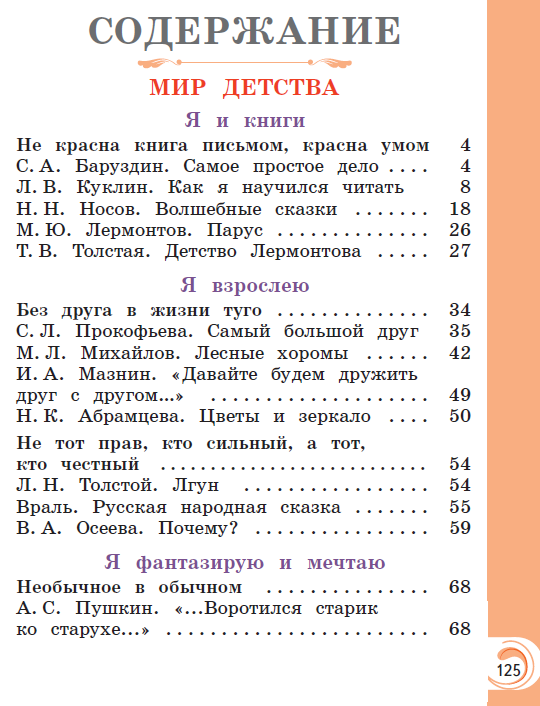 СОДЕРЖАНИЕ
МИР ДЕТСТВА
Я и книги
Не красна книга письмом, красна умом 4
С. А. Баруздин. Самое простое дело .... 4
Л. В. Куклин. Как я научился читать 8
Н. Н. Носов. Волшебные сказки ....... 18
М. Ю. Лермонтов. Парус .............. 26
Т. В. Толстая. Детство Лермонтова ..... 27
Я взрослею
Без друга в жизни туго .............. 34
С. Л. Прокофьева. Самый большой друг 35
М. Л. Михайлов. Лесные хоромы ...... 42
И. А. Мазнин. «Давайте будем дружить
друг с другом...» .................... 49
Н. К. Абрамцева. Цветы и зеркало .... 50
Не тот прав, кто сильный, а тот,
кто честный ......................... 54
Л. Н. Толстой. Лгун ................. 54
Враль. Русская народная сказка ....... 55
В. А. Осеева. Почему? ................ 59
Я фантазирую и мечтаю
Необычное в обычном ............... 68
А. С. Пушкин. «...Воротился старик
ко старухе...» ........................ 68
125